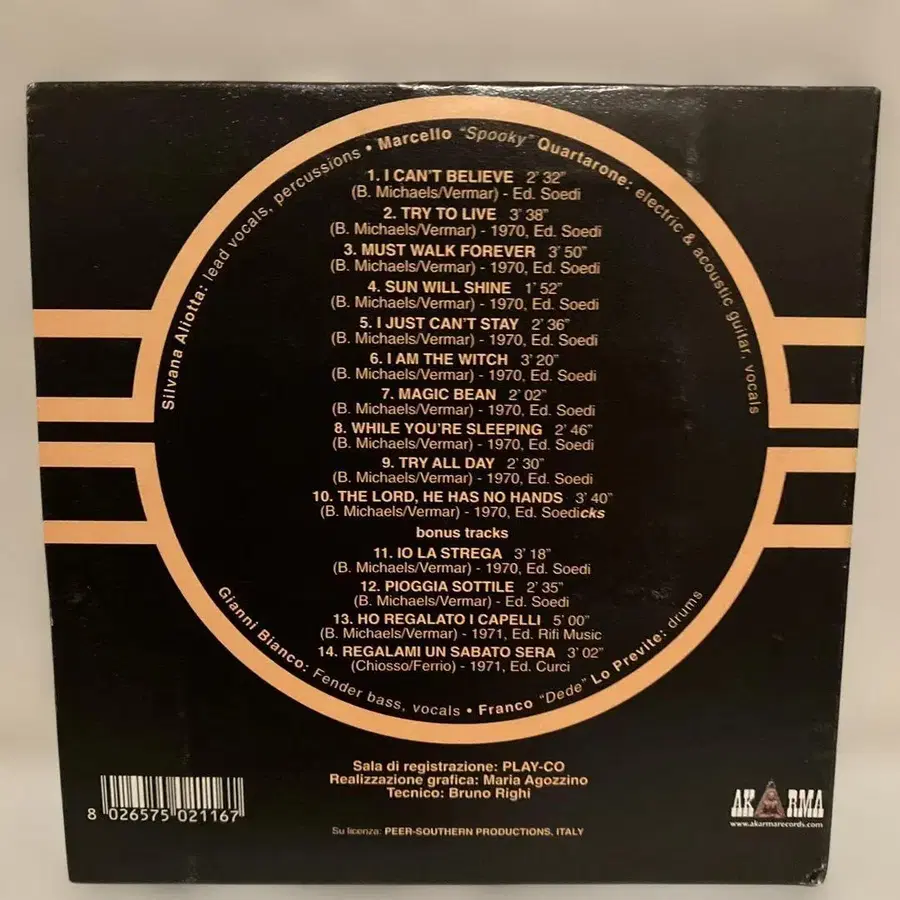 Silvana Aliotta: lead vocals, percussions • Marcello "Spooky" Quartarone: electric & acoustic guitar, vocals
1. I CAN'T BELIEVE 2' 32"
(B. Michaels/Vermar) - Ed. Soedi
2. TRY TO LIVE 3' 38"
(B. Michaels/Vermar) - 1970, Ed. Soedi
3. MUST WALK FOREVER 3' 50"
(B. Michaels/Vermar) - 1970, Ed. Soedi
4. SUN WILL SHINE 1' 52"
(B. Michaels/Vermar) - 1970, Ed. Soedi
5. I JUST CAN'T STAY 2' 36"
(B. Michaels/Vermar) - 1970, Ed. Soedi
6. I AM THE WITCH 3' 20"
(B. Michaels/Vermar) - 1970, Ed. Soedi
7. MAGIC BEAN 2' 02"
(B. Michaels/Vermar) - 1970, Ed. Soedi
8. WHILE YOU'RE SLEEPING 2' 46"
(B. Michaels/Vermar) - 1970, Ed. Soedi
9. TRY ALL DAY 2' 30"
(B. Michaels/Vermar) - 1970, Ed. Soedi
10. THE LORD, HE HAS NO HANDS 3' 40"
(B. Michaels/Vermar) - 1970, Ed. Soedicks
bonus tracks
11. IO LA STREGA 3' 18"
(B. Michaels/Vermar) - 1970, Ed. Soedi
12. PIOGGIA SOTTILE 2' 35"
(B. Michaels/Vermar) - Ed. Soedi
13. HO REGALATO I CAPELLI 5' 00"
(B. Michaels/Vermar) - 1971, Ed. Rifi Music
14. REGALAMI UN SABATO SERA 3' 02"
(Chiosso/Ferrio) - 1971, Ed. Curci
Gianni Bianco: Fender bass, vocals • Franco "Dede" Lo Previte: drums
Sala di registrazione: PLAY-CO
Realizzazione grafica: Maria Agozzino
Tecnico: Bruno Righi
8 026575 021167
Su licenza: PEER-SOUTHERN PRODUCTIONS, ITALY
AKARMA
www.akarmarecords.com